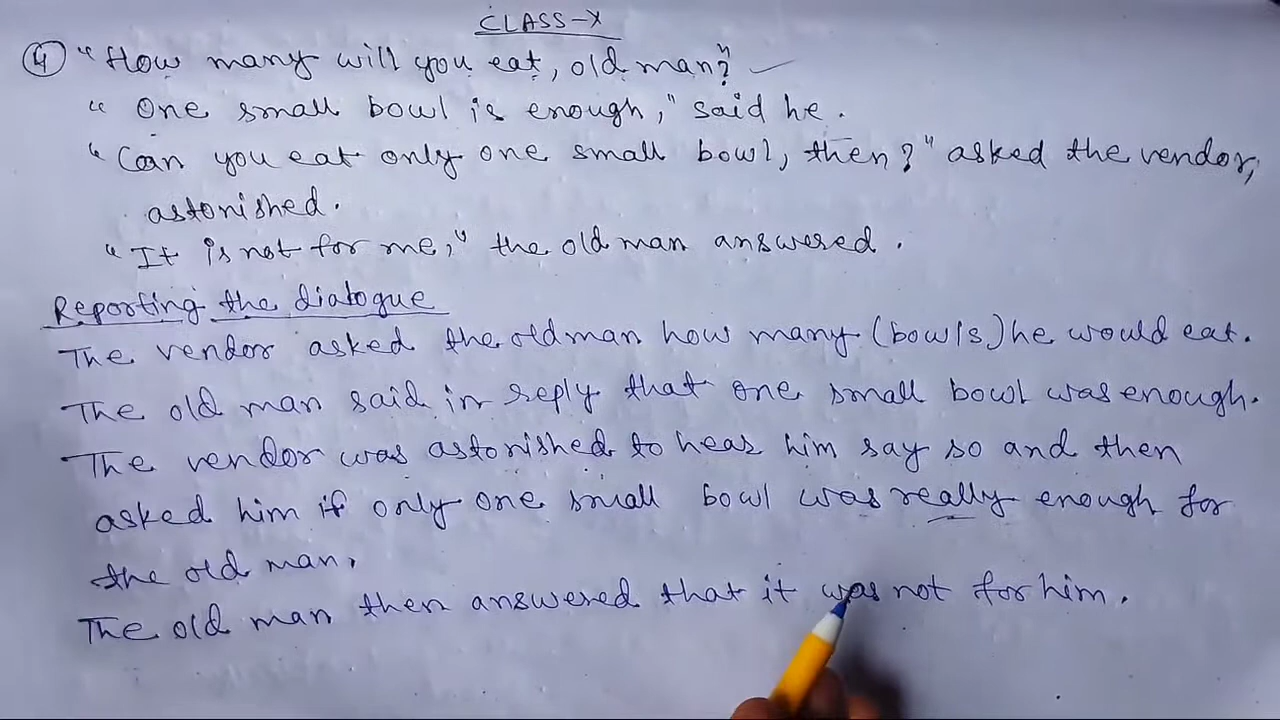 CLASS-X
④ "How many will you eat, old man?"
" One small bowl is enough," said he.
"Can you eat only one small bowl, then?" asked the vendor,
astonished.
"It is not for me," the old man answered.
Reporting the dialogue
The vendor asked the old man how many (bowls) he would eat.
The old man said in reply that one small bowl was enough.
The vendor was astonished to hear him say so and then
asked him if only one small bowl was really enough for
the old man.
The old man then answered that it was not for him.